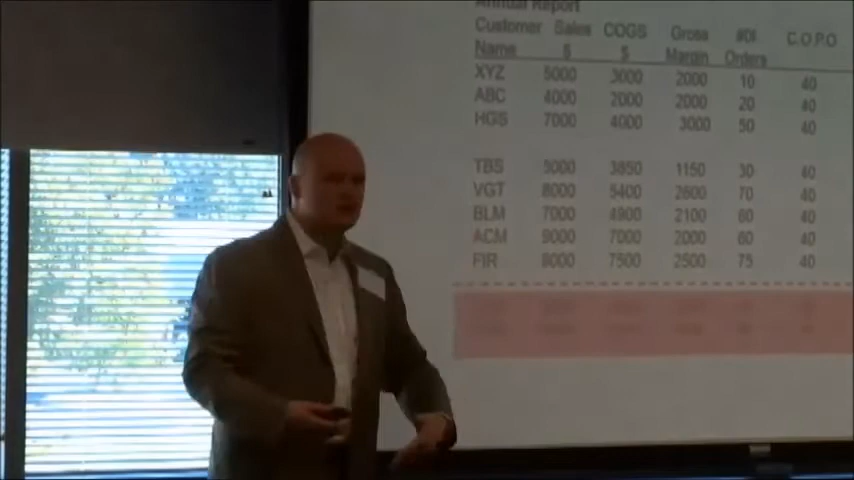 Annual Report
Customer Sales COGS Gross #Of C.O.P.O
Name $ $ Margin Orders
XYZ 5000 3000 2000 10 40
ABC 4000 2000 2000 20 40
HGS 7000 4000 3000 50 40
TBS 5000 3850 1150 30 40
VGT 8000 5400 2600 70 40
BLM 7000 4900 2100 60 40
ACM 9000 7000 2000 60 40
FIR 8000 7500 2500 75 40